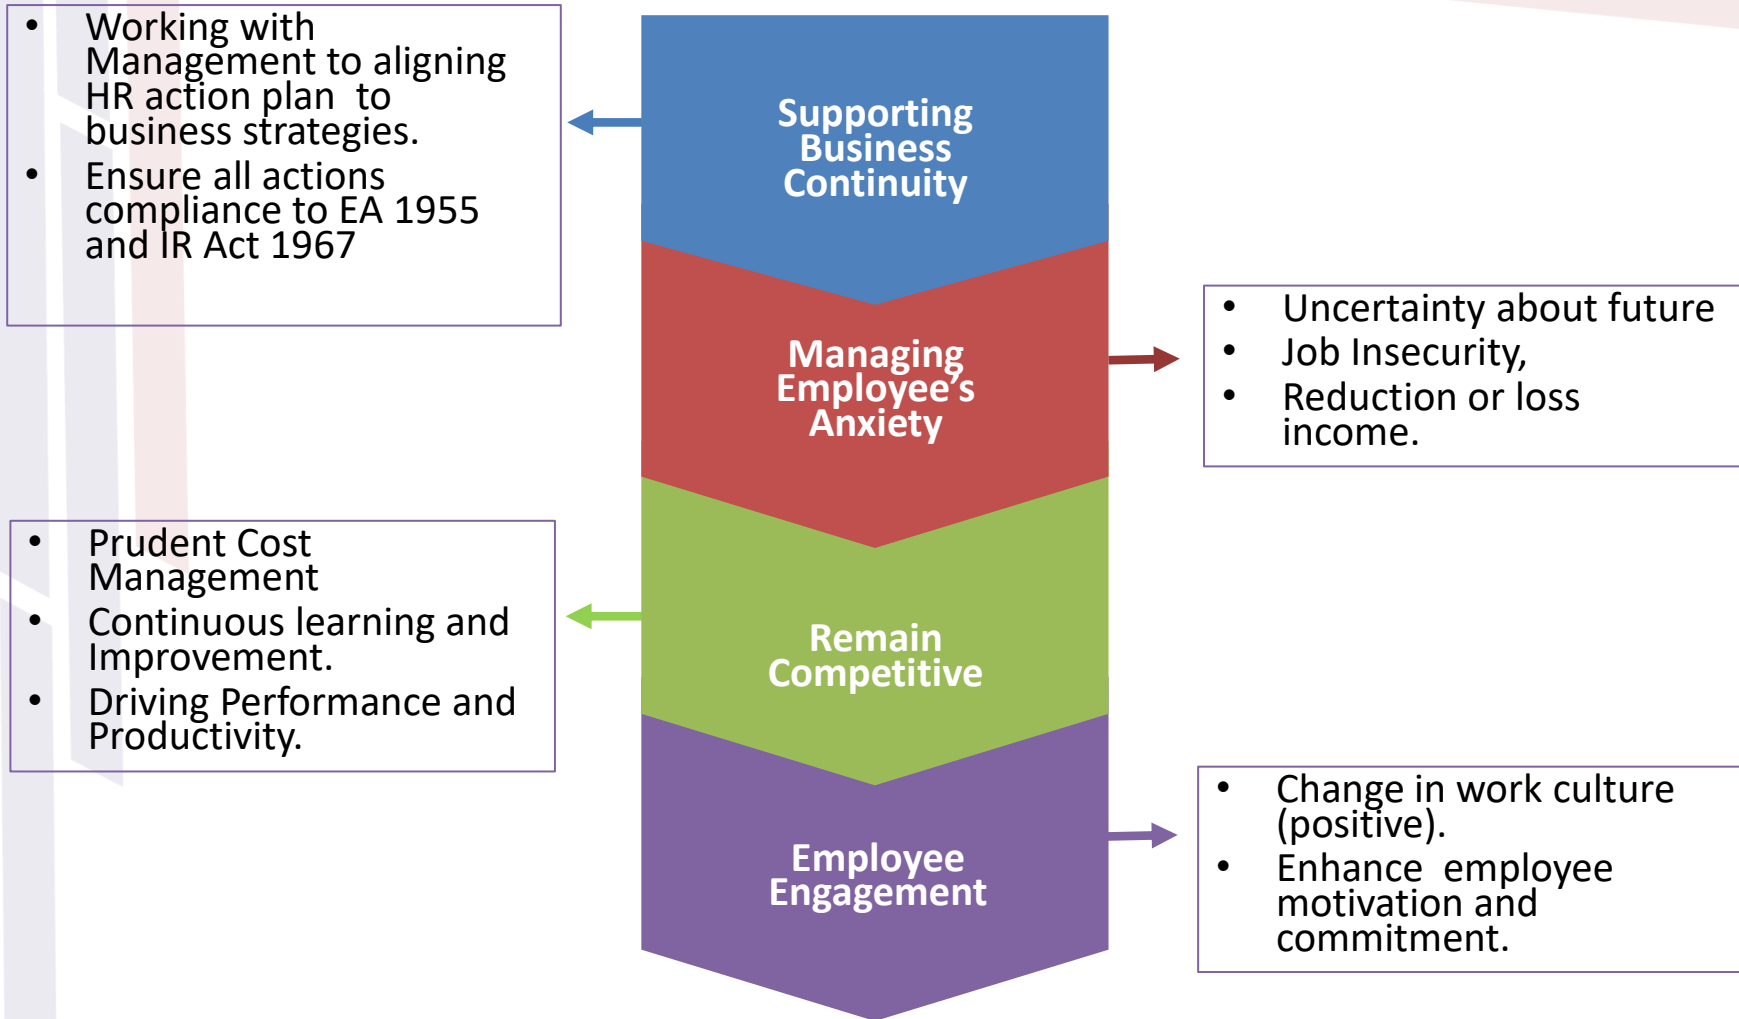 • Working with
Management to aligning
HR action plan  to
business strategies.
• Ensure all actions
compliance to EA 1955
and IR Act 1967
Supporting
Business
Continuity
Managing
Employee’s
Anxiety
• Uncertainty about future
• Job Insecurity,
• Reduction or loss
income.
• Prudent Cost
Management
• Continuous learning and
Improvement.
• Driving Performance and
Productivity.
Remain
Competitive
Employee
Engagement
• Change in work culture
(positive).
• Enhance  employee
motivation and
commitment.